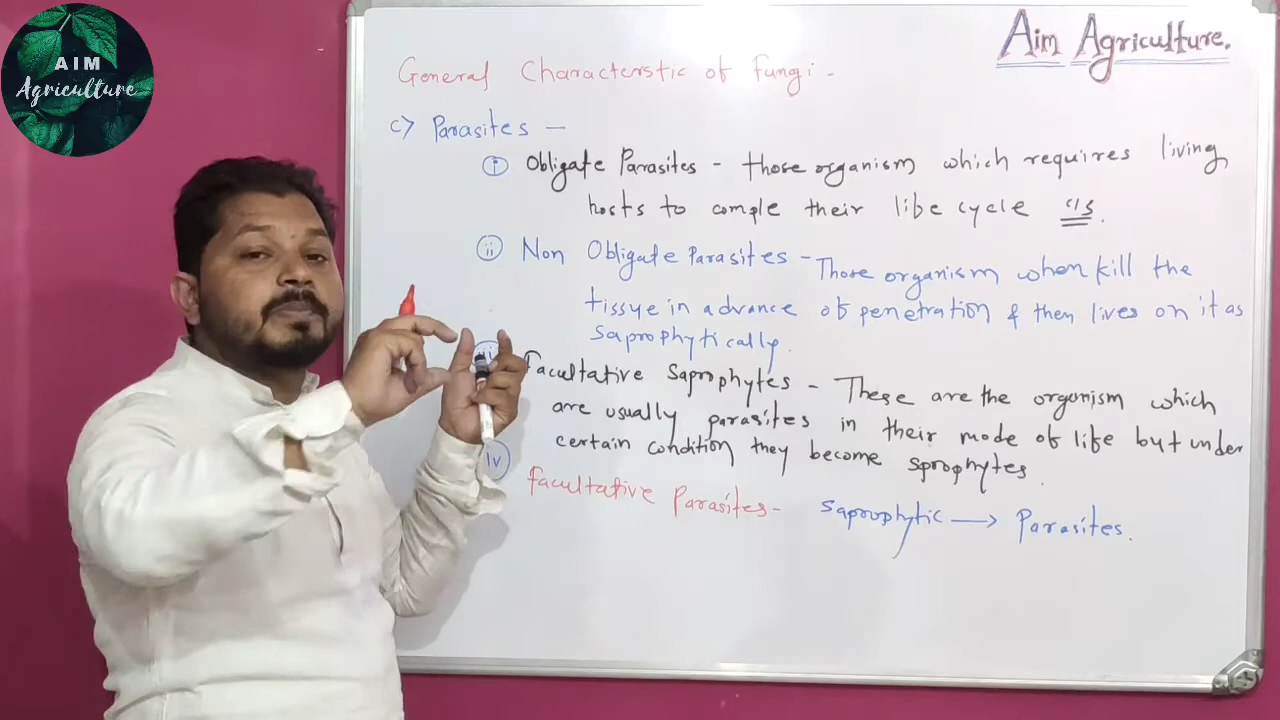 AIM
Agriculture
Aim Agriculture.
General Characterstic of Fungi -
c> Parasites -
i Obligate Parasites - Those organism which requires living
hosts to comple their life cycle
ii Non Obligate Parasites - Those organism when kill the
tissye in advance of penetration & then lives on it as
saprophytically.
Facultative Saprophytes - These are the orgonism which
are usually parasites in their mode of life but under
certain condition they become Sprophytes.
iv Facultative Parasites - Saprophytic → Parasites.